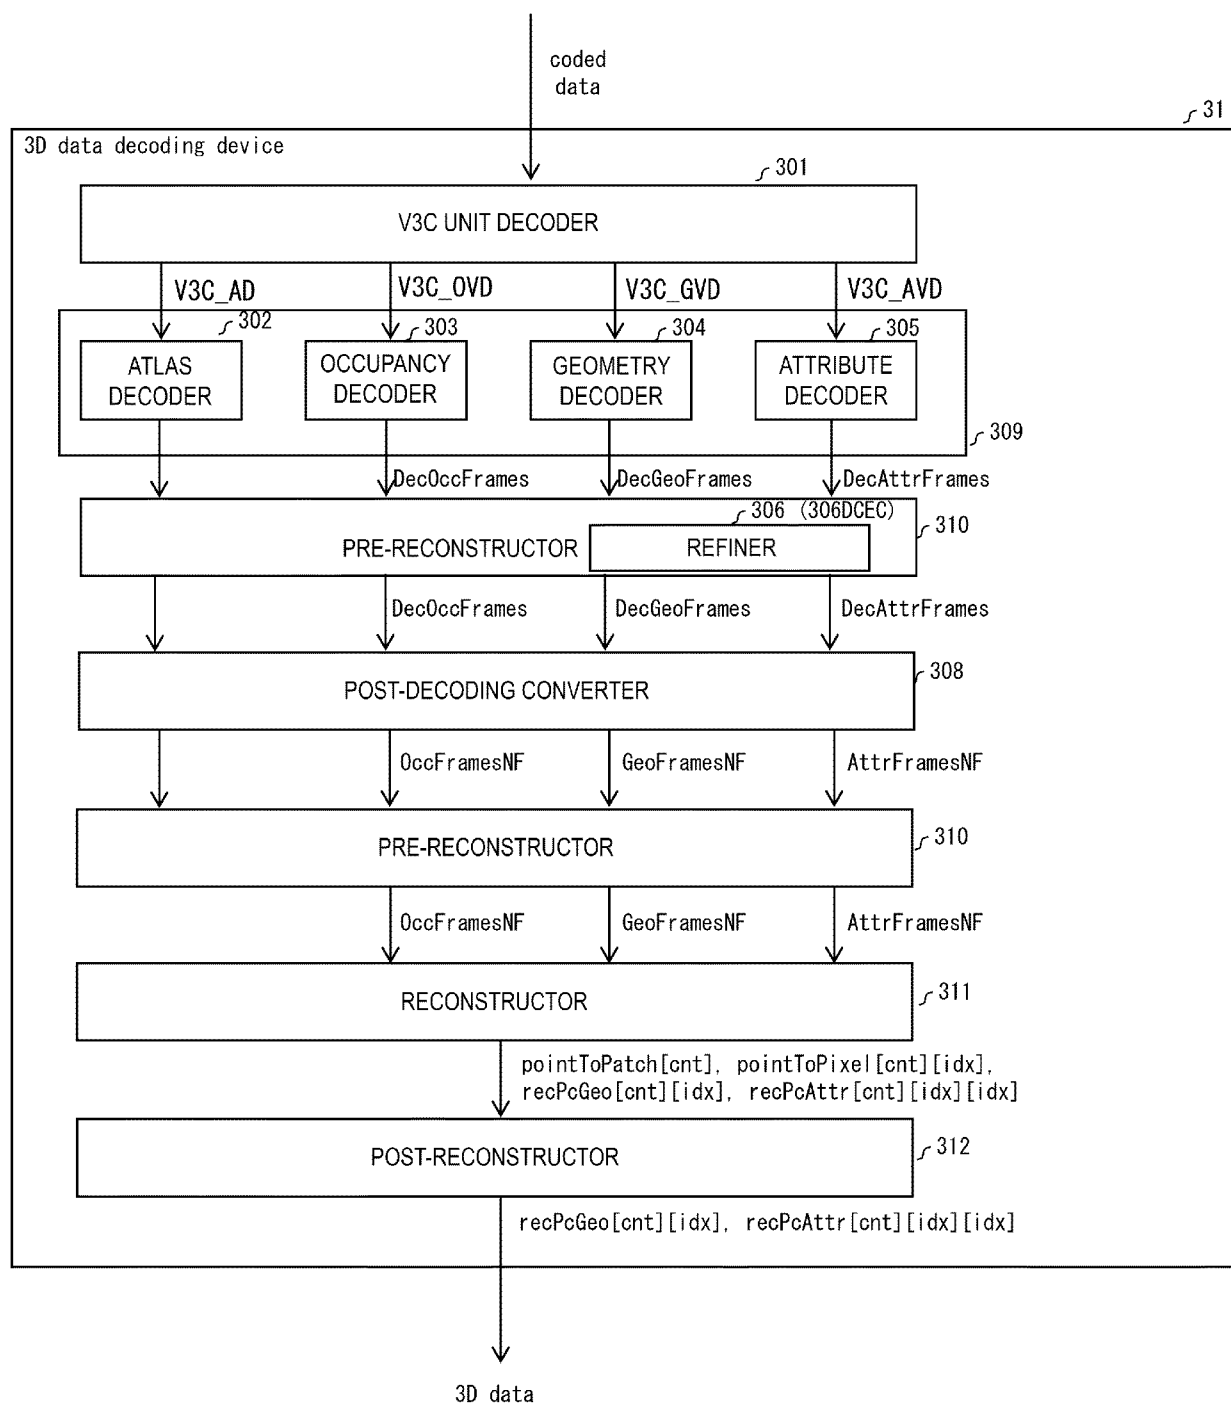 coded
data
31
3D data decoding device
301
V3C UNIT DECODER
V3C_AD
V3C_OVD
V3C_GVD
V3C_AVD
302
303
304
305
ATLAS
DECODER
OCCUPANCY
DECODER
GEOMETRY
DECODER
ATTRIBUTE
DECODER
309
DecOccFrames
DecGeoFrames
DecAttrFrames
306 (306DCEC)
310
PRE-RECONSTRUCTOR
REFINER
DecOccFrames
DecGeoFrames
DecAttrFrames
308
POST-DECODING CONVERTER
OccFramesNF
GeoFramesNF
AttrFramesNF
310
PRE-RECONSTRUCTOR
OccFramesNF
GeoFramesNF
AttrFramesNF
311
RECONSTRUCTOR
pointToPatch[cnt], pointToPixel[cnt][idx],
recPcGeo[cnt][idx], recPcAttr[cnt][idx][idx]
312
POST-RECONSTRUCTOR
recPcGeo[cnt][idx], recPcAttr[cnt][idx][idx]
3D data